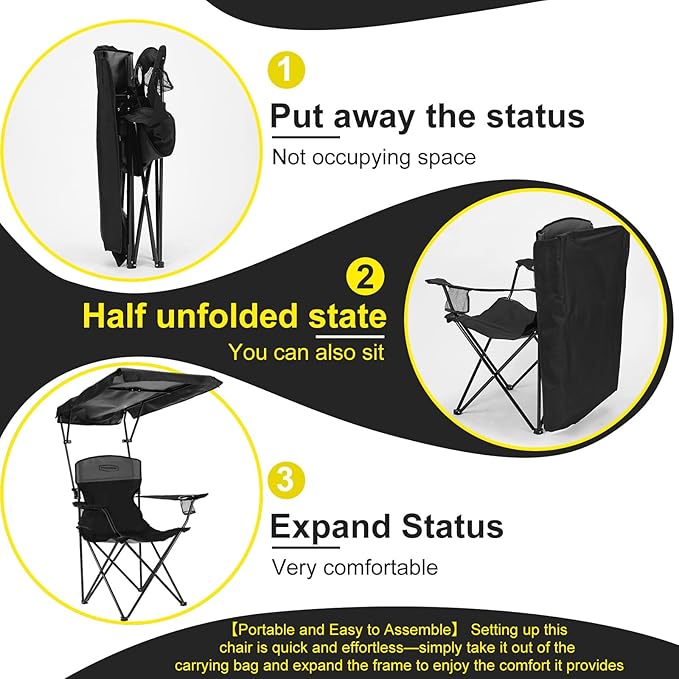 1
Put away the status
Not occupying space
2
Half unfolded state
You can also sit
3
Expand Status
Very comfortable
【Portable and Easy to Assemble】 Setting up this
chair is quick and effortless—simply take it out of the
carrying bag and expand the frame to enjoy the comfort it provides